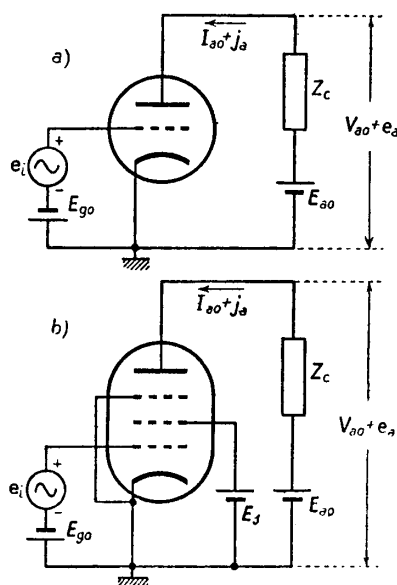 I_ao+j_a
a)
Z_c
V_ao+e_a
+
e_i
−
E_go
E_ao
I_ao+j_a
b)
Z_c
V_ao+e_a
+
e_i
−
E_go
E_s
E_ao